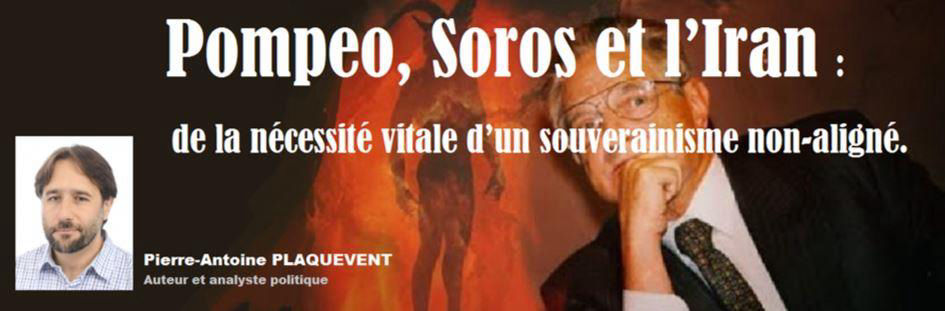 Pompeo, Soros et l'Iran :
de la nécessité vitale d'un souverainisme non-aligné.
Pierre-Antoine PLAQUEVENT
Auteur et analyste politique